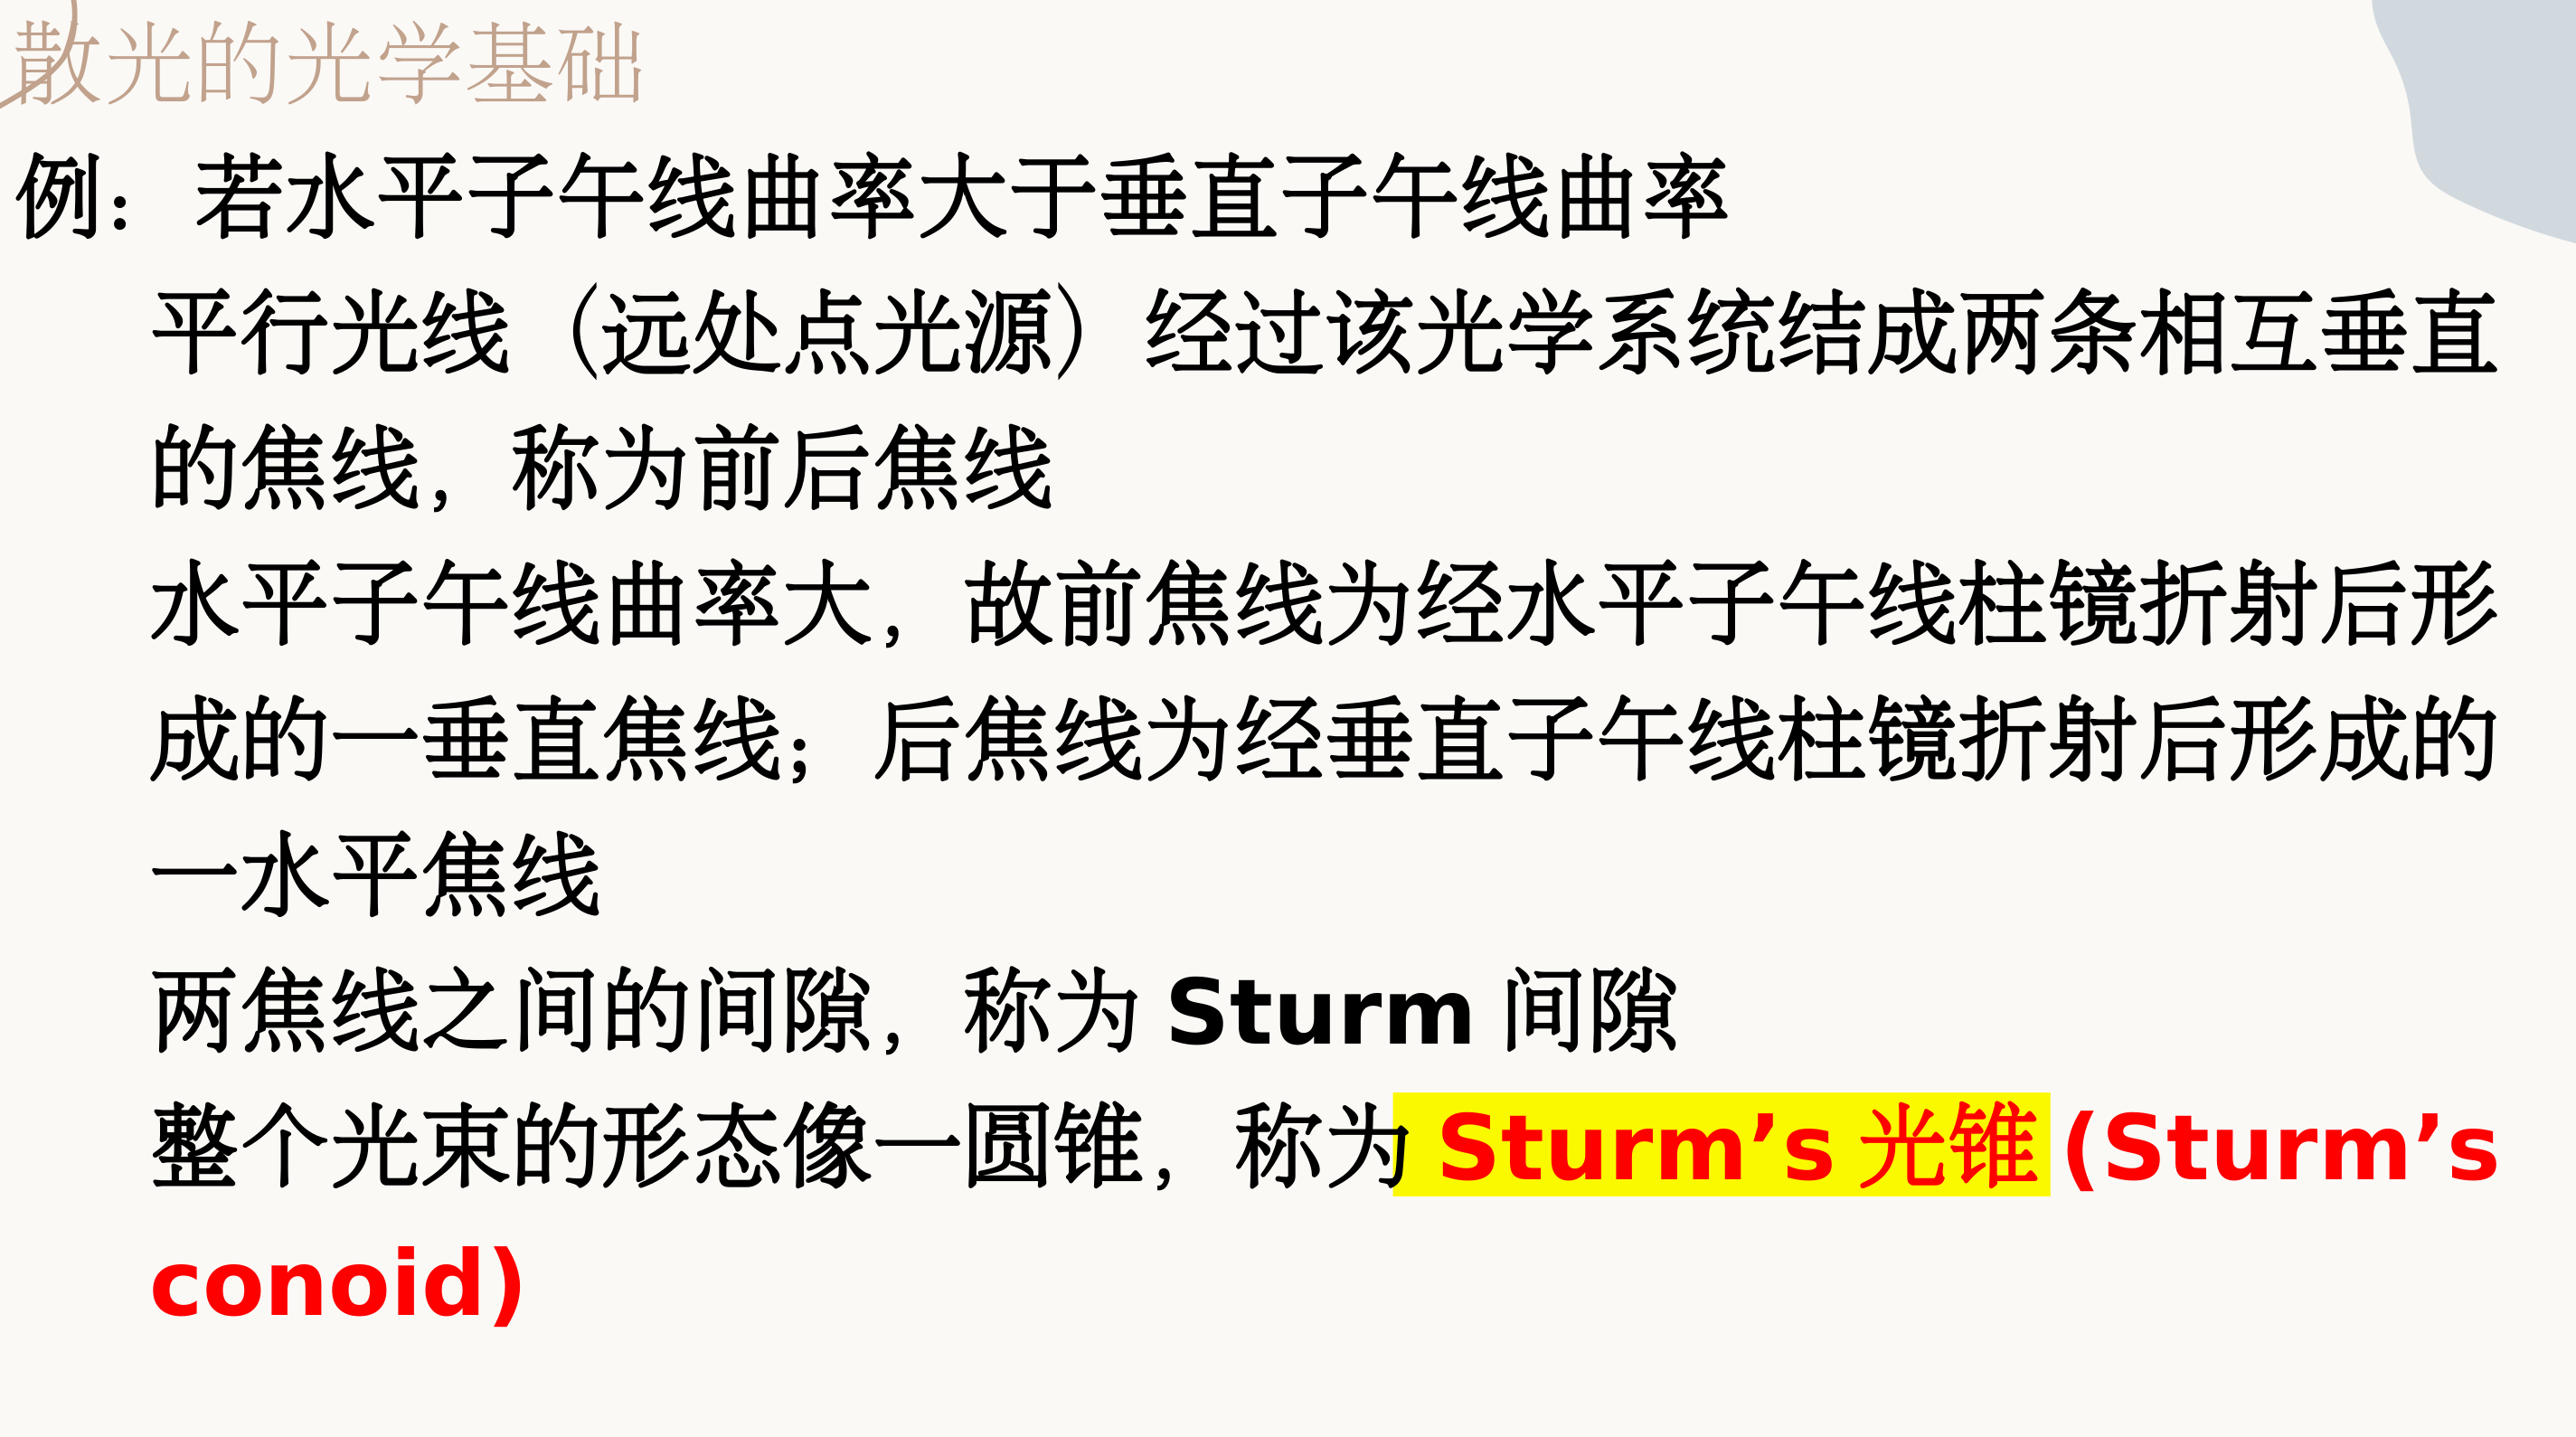 散光的光学基础
例：若水平子午线曲率大于垂直子午线曲率
平行光线（远处点光源）经过该光学系统结成两条相互垂直
的焦线，称为前后焦线
水平子午线曲率大，故前焦线为经水平子午线柱镜折射后形
成的一垂直焦线；后焦线为经垂直子午线柱镜折射后形成的
一水平焦线
两焦线之间的间隙，称为 Sturm 间隙
整个光束的形态像一圆锥，称为 Sturm’s 光锥 (Sturm’s
conoid)